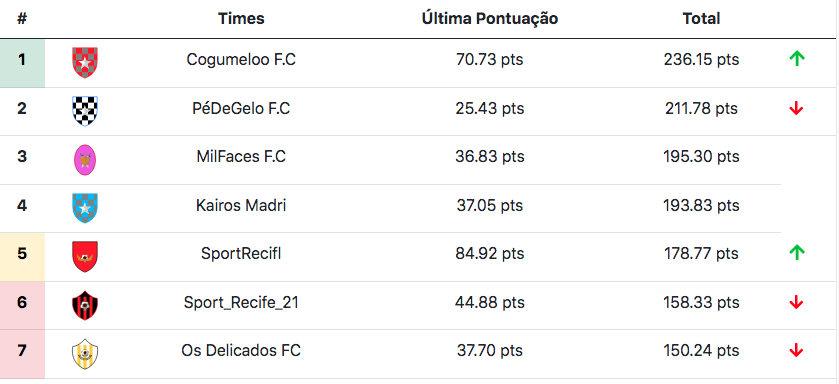 # Times Última Pontuação Total
1 Cogumeloo F.C 70.73 pts 236.15 pts
2 PéDeGelo F.C 25.43 pts 211.78 pts
3 MilFaces F.C 36.83 pts 195.30 pts
4 Kairos Madri 37.05 pts 193.83 pts
5 SportRecifl 84.92 pts 178.77 pts
6 Sport_Recife_21 44.88 pts 158.33 pts
7 Os Delicados FC 37.70 pts 150.24 pts